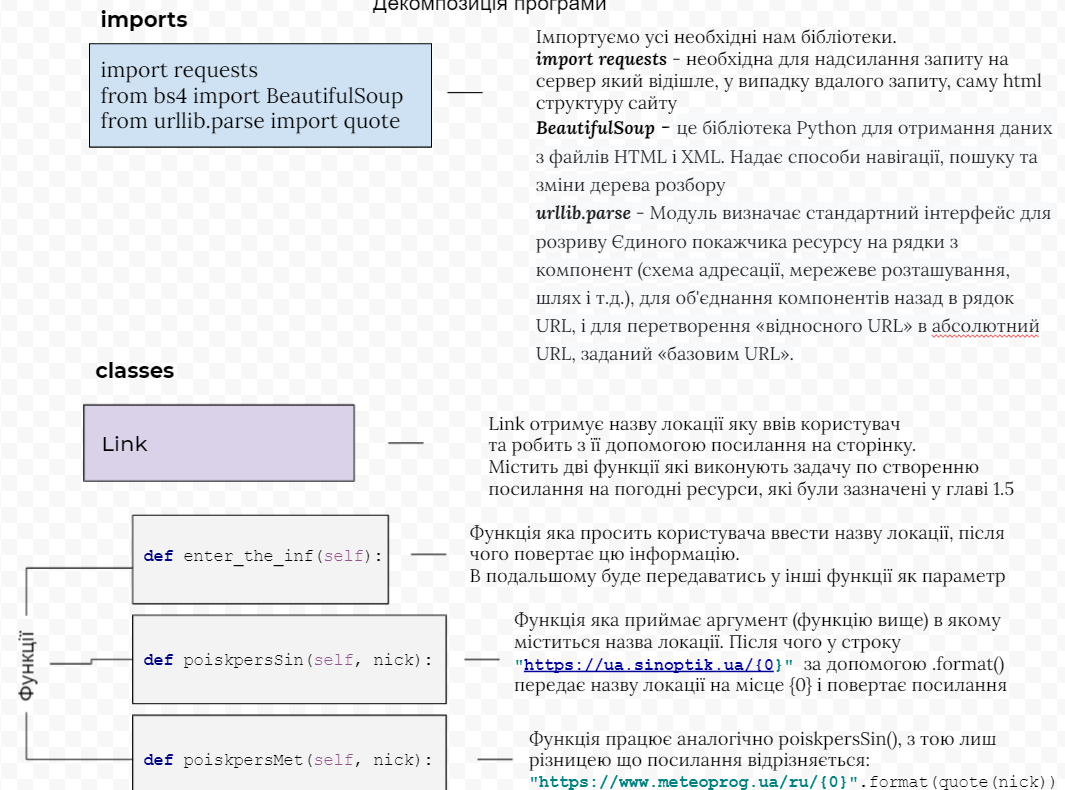 Декомпозиція програми
imports
import requests
from bs4 import BeautifulSoup
from urllib.parse import quote
Імпортуємо усі необхідні нам бібліотеки.
import requests - необхідна для надсилання запиту на
сервер який відішле, у випадку вдалого запиту, саму html
структуру сайту
BeautifulSoup - це бібліотека Python для отримання даних
з файлів HTML і XML. Надає способи навігації, пошуку та
зміни дерева розбору
urllib.parse - Модуль визначає стандартний інтерфейс для
розриву Єдиного покажчика ресурсу на рядки з
компонент (схема адресації, мережеве розташування,
шлях і т.д.), для об'єднання компонентів назад в рядок
URL, і для перетворення «відносного URL» в абсолютний
URL, заданий «базовим URL».
classes
Link
Link отримує назву локації яку ввів користувач
та робить з її допомогою посилання на сторінку.
Містить дві функції які виконують задачу по створенню
посилання на погодні ресурси, які були зазначені у главі 1.5
Функції
def enter_the_inf(self):
Функція яка просить користувача ввести назву локації, після
чого повертає цю інформацію.
В подальшому буде передаватись у інші функції як параметр
def poiskpersSin(self, nick):
Функція яка приймає аргумент (функцію вище) в якому
міститься назва локації. Після чого у строку
"https://ua.sinoptik.ua/{0}" за допомогою .format()
передає назву локації на місце {0} і повертає посилання
def poiskpersMet(self, nick):
Функція працює аналогічно poiskpersSin(), з тою лиш
різницею що посилання відрізняється:
"https://www.meteoprog.ua/ru/{0}".format(quote(nick))